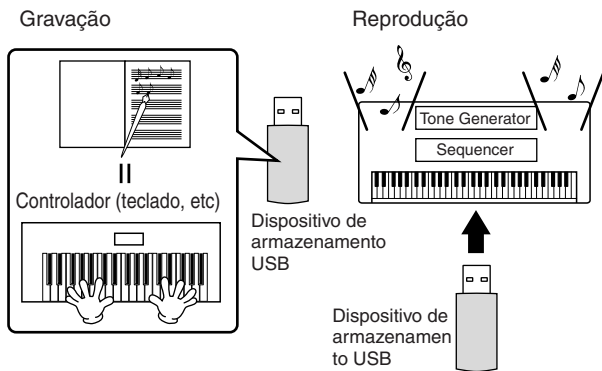 Gravação
Controlador (teclado, etc)
Dispositivo de
armazenamento
USB
Reprodução
Tone Generator
Sequencer
Dispositivo de
armazenamen
to USB